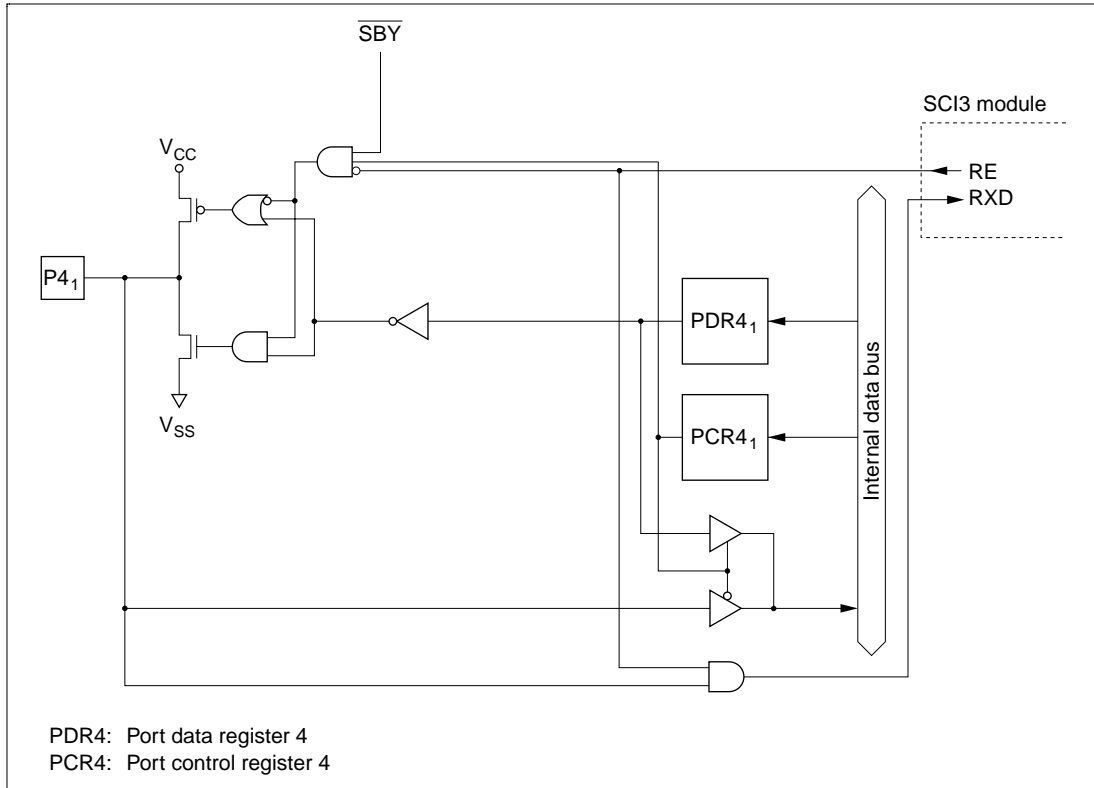 SBY
SCI3 module
VCC
RE
RXD
P41
PDR41
PCR41
VSS
Internal data bus
PDR4: Port data register 4
PCR4: Port control register 4